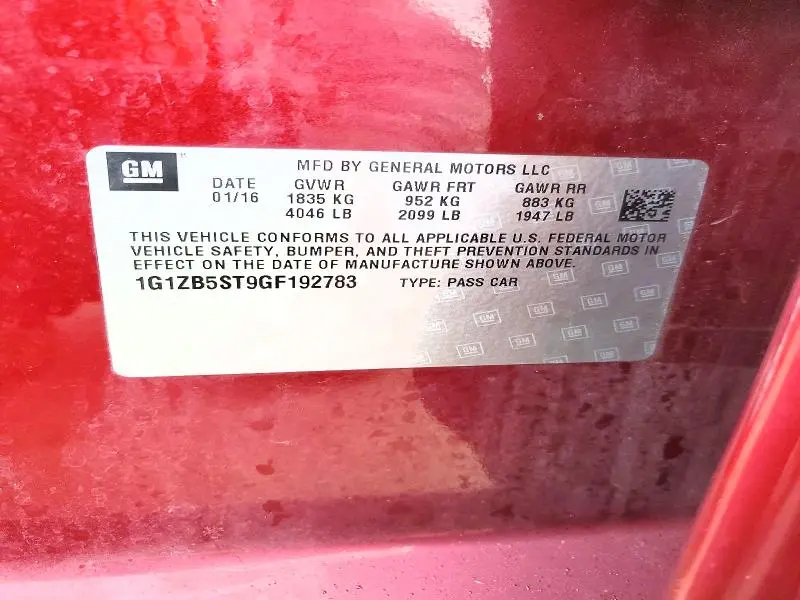 GM
MFD BY GENERAL MOTORS LLC
DATE GVWR GAWR FRT GAWR RR
01/16 1835 KG 952 KG 883 KG
4046 LB 2099 LB 1947 LB
THIS VEHICLE CONFORMS TO ALL APPLICABLE U.S. FEDERAL MOTOR
VEHICLE SAFETY, BUMPER, AND THEFT PREVENTION STANDARDS IN
EFFECT ON THE DATE OF MANUFACTURE SHOWN ABOVE.
1G1ZB5ST9GF192783 TYPE: PASS CAR